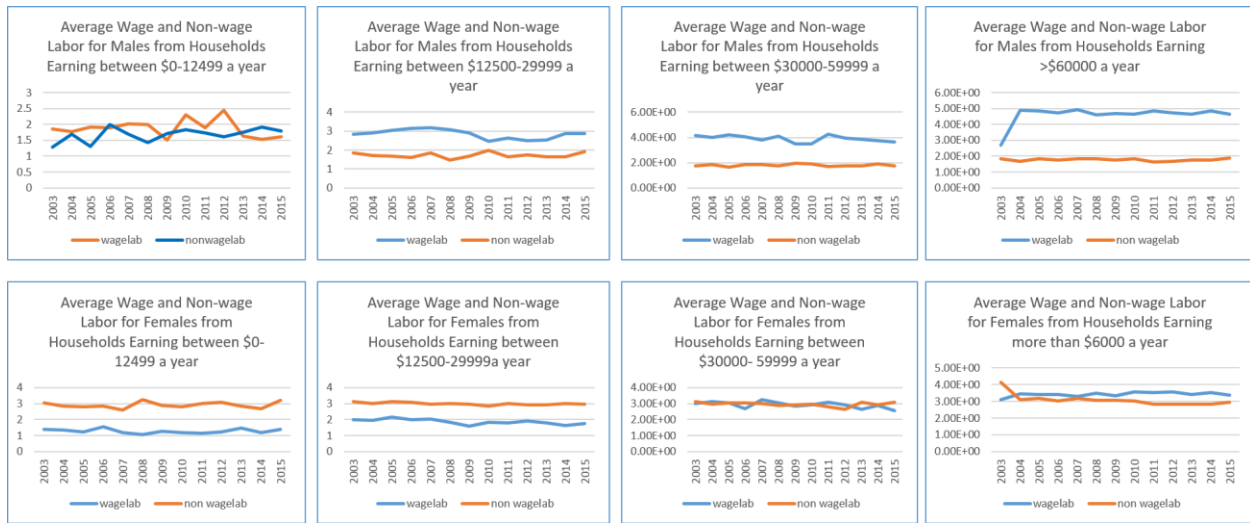 Average Wage and Non-wage
Labor for Males from Households
Earning between $0-12499 a year
3
2.5
2
1.5
1
0.5
0
2003
2004
2005
2006
2007
2008
2009
2010
2011
2012
2013
2014
2015
wagelab
nonwagelab
Average Wage and Non-wage
Labor for Males from Households
Earning between $12500-29999 a
year
4
3
2
1
0
2003
2004
2005
2006
2007
2008
2009
2010
2011
2012
2013
2014
2015
wagelab
non wagelab
Average Wage and Non-wage
Labor for Males from Households
Earning between $30000-59999 a
year
6.00E+00
4.00E+00
2.00E+00
0.00E+00
2003
2004
2005
2006
2007
2008
2009
2010
2011
2012
2013
2014
2015
wagelab
non wagelab
Average Wage and Non-wage Labor
for Males from Households Earning
>$60000 a year
6.00E+00
5.00E+00
4.00E+00
3.00E+00
2.00E+00
1.00E+00
0.00E+00
2003
2004
2005
2006
2007
2008
2009
2010
2011
2012
2013
2014
2015
wagelab
non wagelab
Average Wage and Non-wage
Labor for Females from
Households Earning between $0-
12499 a year
4
3
2
1
0
2003
2004
2005
2006
2007
2008
2009
2010
2011
2012
2013
2014
2015
wagelab
non wagelab
Average Wage and Non-wage
Labor for Females from
Households Earning between
$12500-29999a year
4
3
2
1
0
2003
2004
2005
2006
2007
2008
2009
2010
2011
2012
2013
2014
2015
wagelab
non wagelab
Average Wage and Non-wage
Labor for Females from
Households Earning between
$30000- 59999 a year
4.00E+00
3.00E+00
2.00E+00
1.00E+00
0.00E+00
2003
2004
2005
2006
2007
2008
2009
2010
2011
2012
2013
2014
2015
wagelab
non wagelab
Average Wage and Non-wage Labor
for Females from Households Earning
more than $6000 a year
5.00E+00
4.00E+00
3.00E+00
2.00E+00
1.00E+00
0.00E+00
2003
2004
2005
2006
2007
2008
2009
2010
2011
2012
2013
2014
2015
wagelab
non wagelab